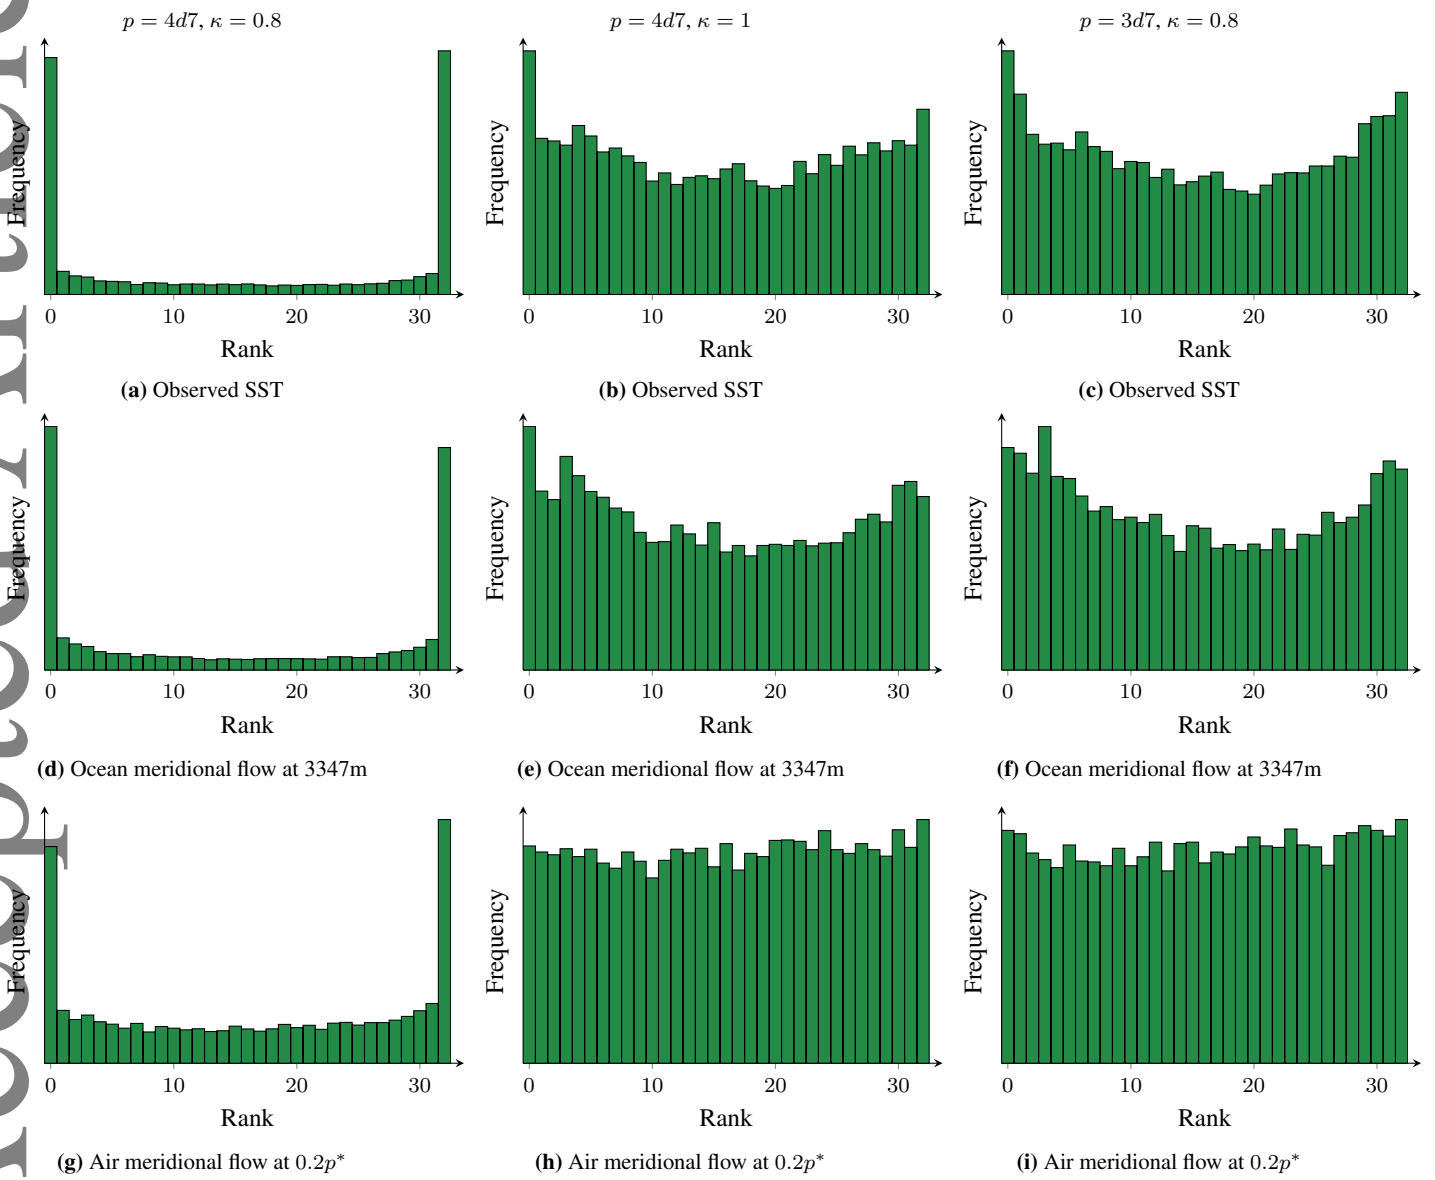 p = 4d7, κ = 0.8
p = 4d7, κ = 1
p = 3d7, κ = 0.8
Frequency
0 10 20 30
Rank
(a) Observed SST
Frequency
0 10 20 30
Rank
(b) Observed SST
Frequency
0 10 20 30
Rank
(c) Observed SST
Frequency
0 10 20 30
Rank
(d) Ocean meridional flow at 3347m
Frequency
0 10 20 30
Rank
(e) Ocean meridional flow at 3347m
Frequency
0 10 20 30
Rank
(f) Ocean meridional flow at 3347m
Frequency
0 10 20 30
Rank
(g) Air meridional flow at 0.2p*
Frequency
0 10 20 30
Rank
(h) Air meridional flow at 0.2p*
Frequency
0 10 20 30
Rank
(i) Air meridional flow at 0.2p*